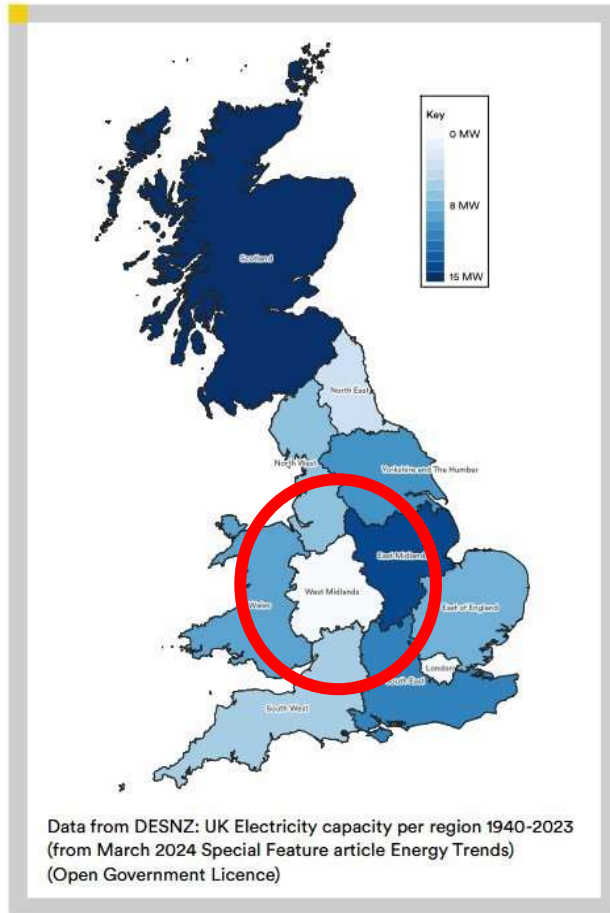 Key
0 MW
8 MW
15 MW
Scotland
North East
North West
Yorkshire and The Humber
East Midland
West Midlands
Wales
East of England
London
South East
South West
Data from DESNZ: UK Electricity capacity per region 1940-2023
(from March 2024 Special Feature article Energy Trends)
(Open Government Licence)